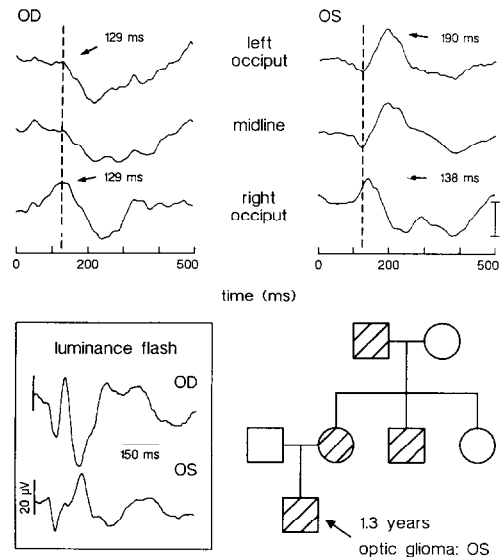 OD
OS
129 ms
left
occiput
190 ms
midline
129 ms
right
occiput
138 ms
0 200 500
0 200 500
time (ms)
luminance flash
OD
150 ms
OS
20 µV
1.3 years
optic glioma: OS